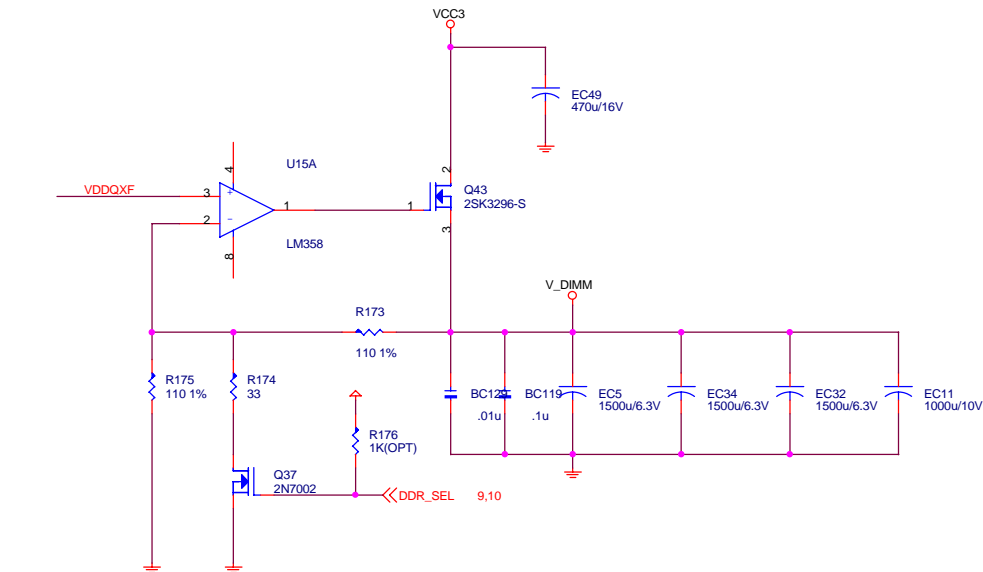 VCC3
EC49
470u/16V
4
U15A
2
Q43
2SK3296-S
VDDQXF
3
+
1
1
2
-
LM358
8
3
V_DIMM
R173
110 1%
R175
110 1%
R174
33
BC129
.01u
BC119
.1u
EC5
1500u/6.3V
EC34
1500u/6.3V
EC32
1500u/6.3V
EC11
1000u/10V
R176
1K(OPT)
Q37
2N7002
DDR_SEL 9,10